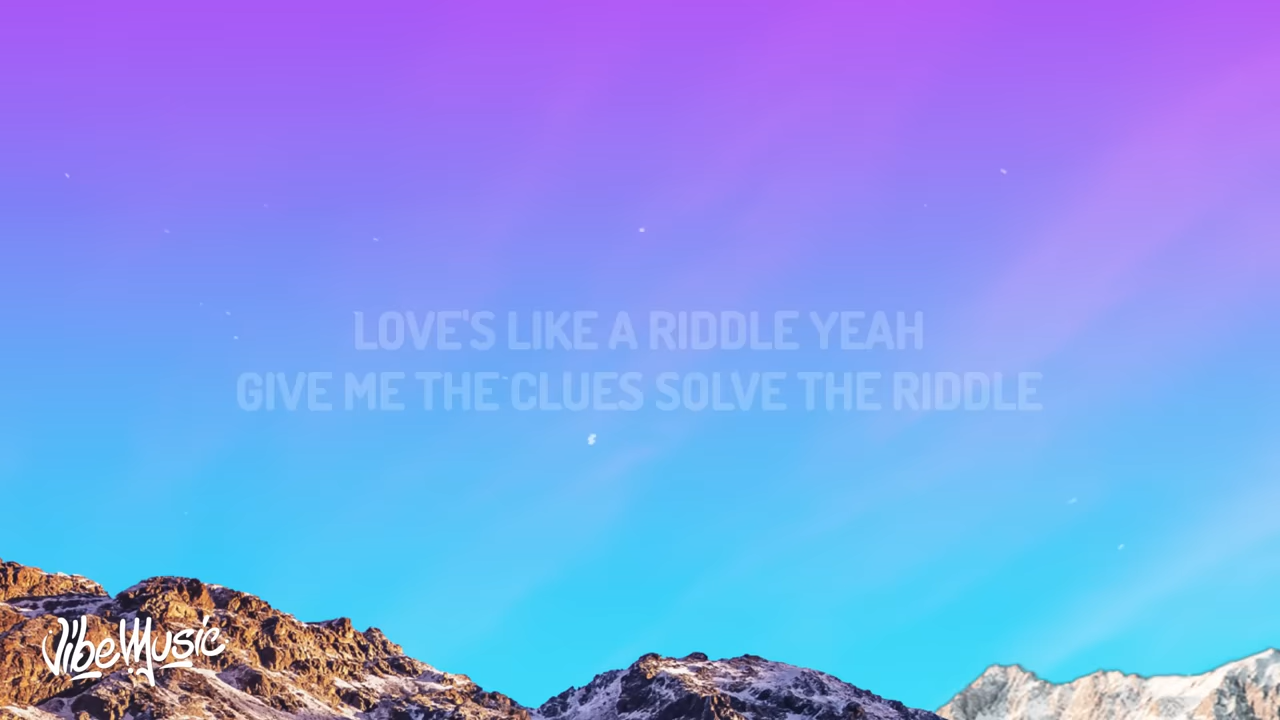 LOVE'S LIKE A RIDDLE YEAH
GIVE ME THE CLUES SOLVE THE RIDDLE
VibeMusic